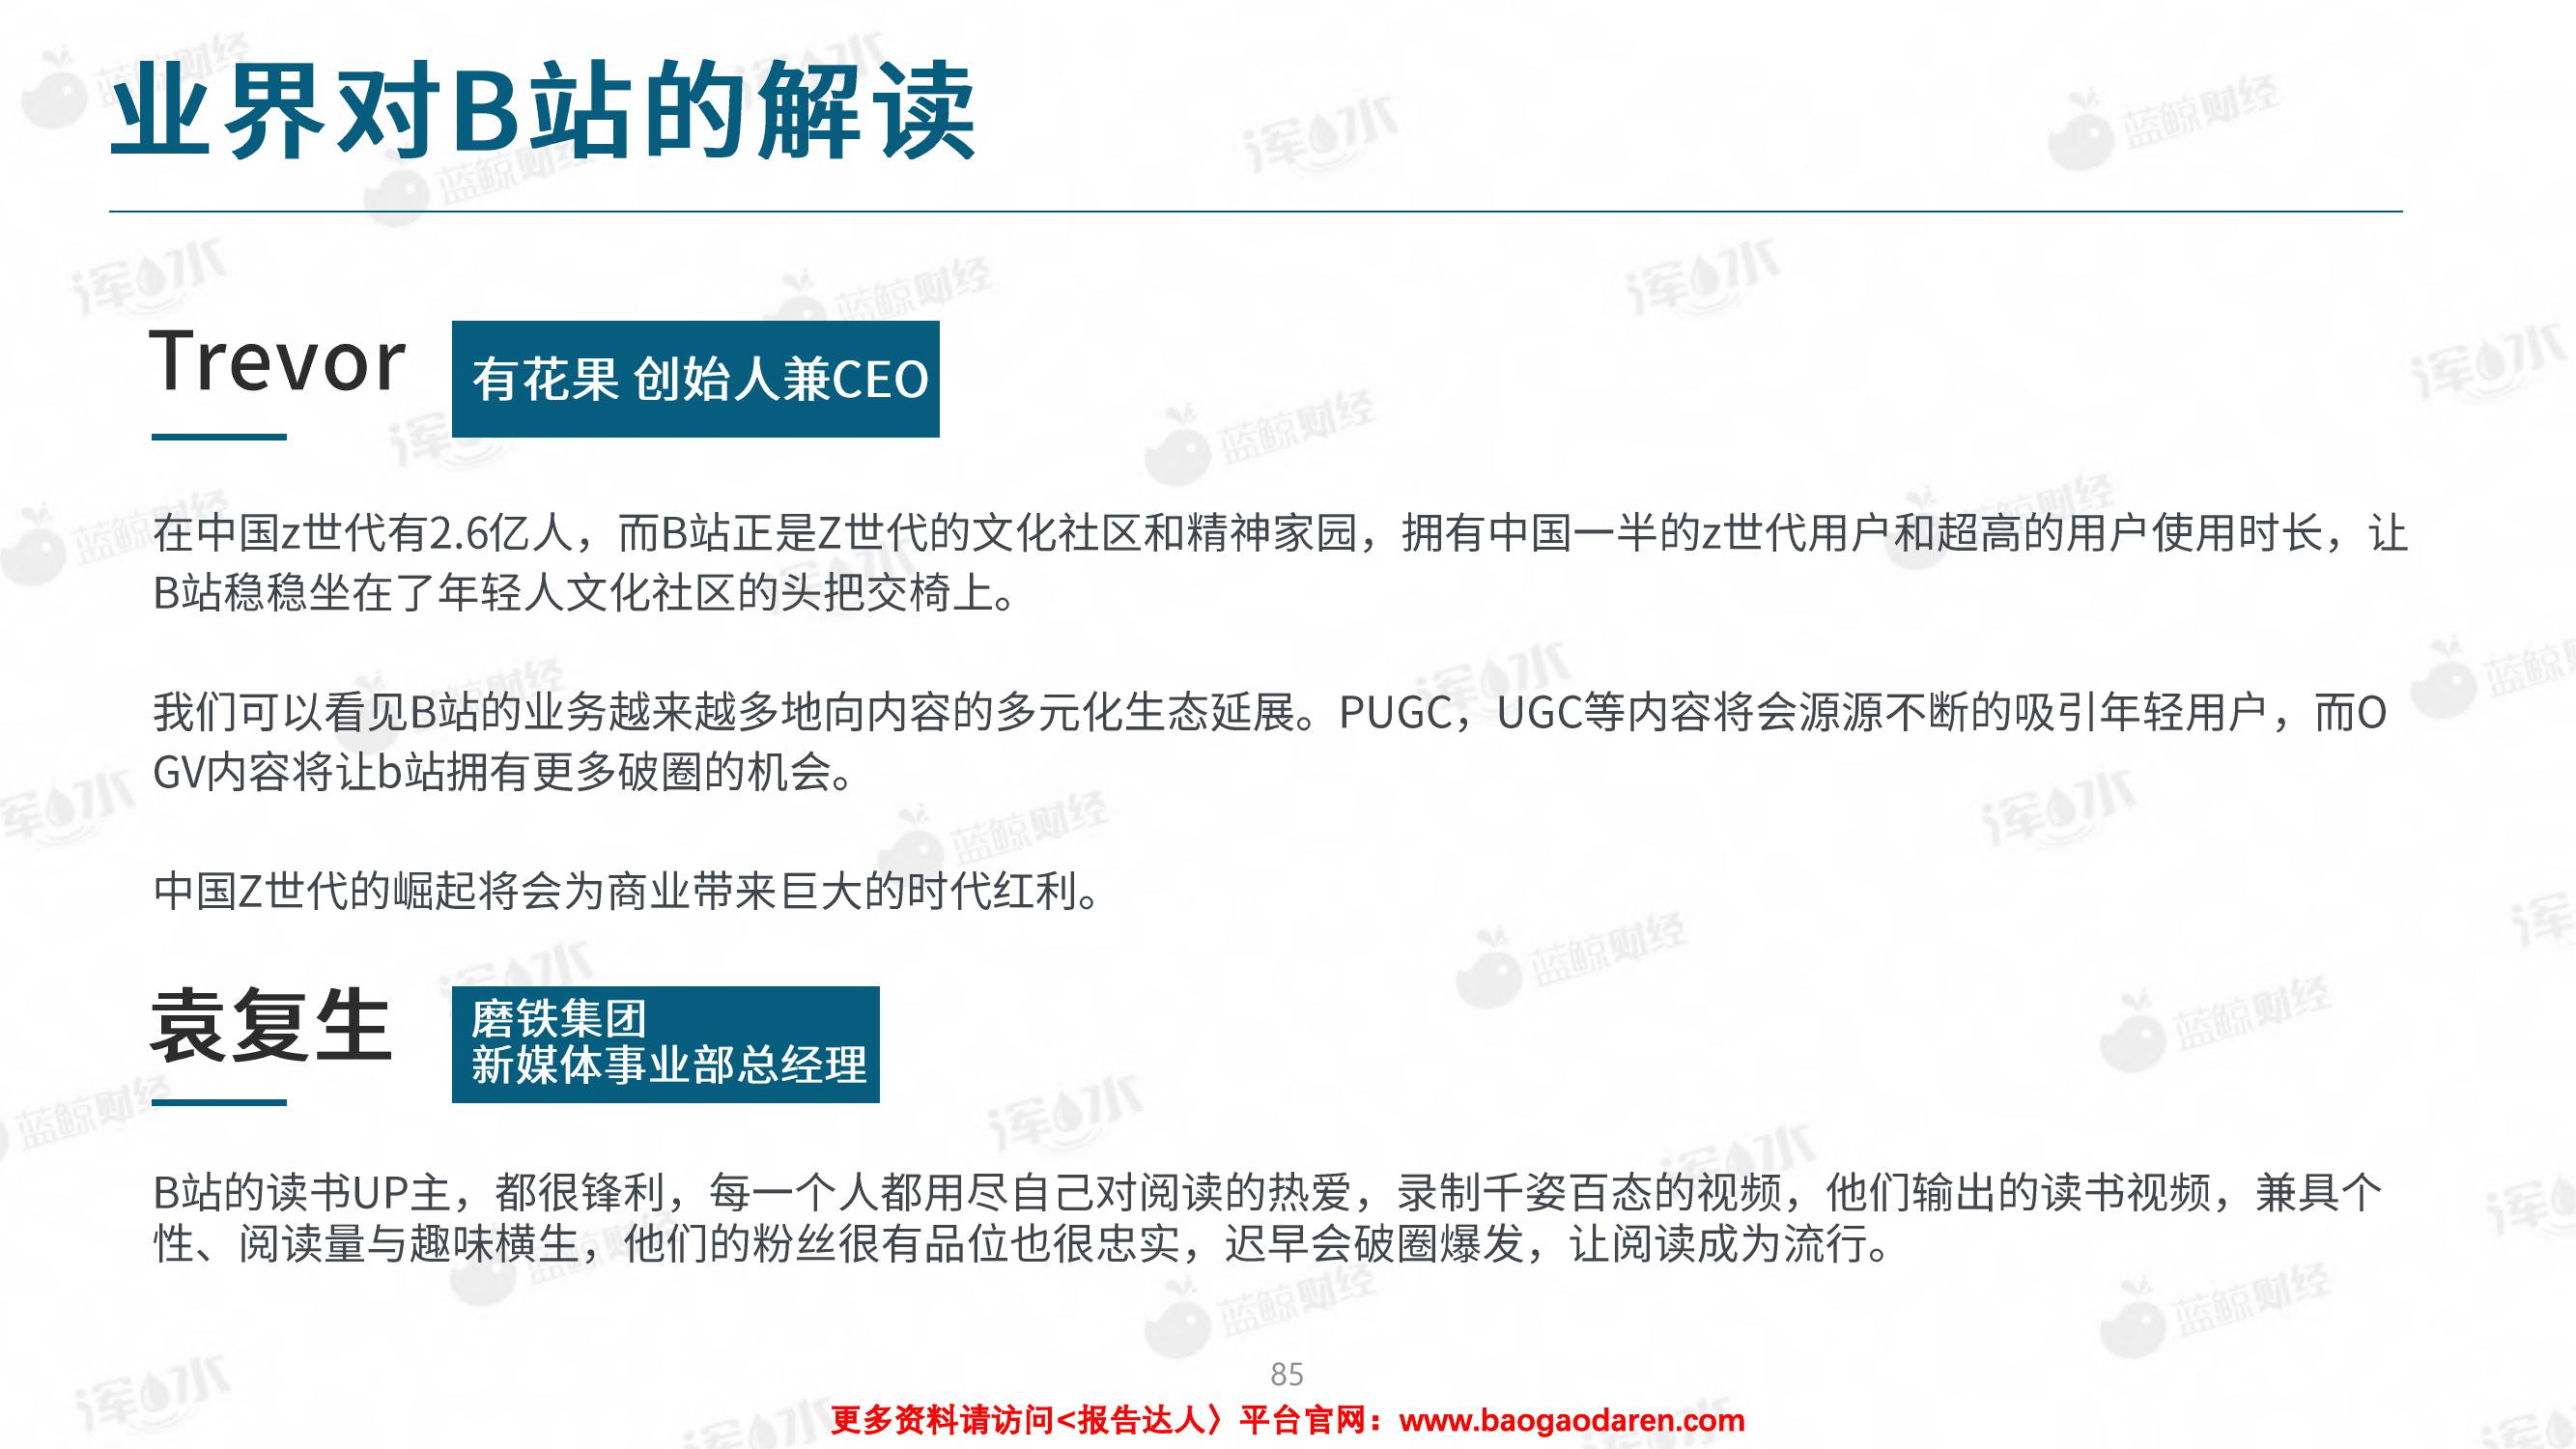 业界对B站的解读
Trevor
有花果 创始人兼CEO
在中国z世代有2.6亿人，而B站正是Z世代的文化社区和精神家园，拥有中国一半的z世代用户和超高的用户使用时长，让
B站稳稳坐在了年轻人文化社区的头把交椅上。
我们可以看见B站的业务越来越多地向内容的多元化生态延展。PUGC，UGC等内容将会源源不断的吸引年轻用户，而O
GV内容将让b站拥有更多破圈的机会。
中国Z世代的崛起将会为商业带来巨大的时代红利。
袁复生
磨铁集团
新媒体事业部总经理
B站的读书UP主，都很锋利，每一个人都用尽自己对阅读的热爱，录制千姿百态的视频，他们输出的读书视频，兼具个
性、阅读量与趣味横生，他们的粉丝很有品位也很忠实，迟早会破圈爆发，让阅读成为流行。
85
更多资料请访问<报告达人〉平台官网：www.baogaodaren.com
蓝鲸财经
浑水